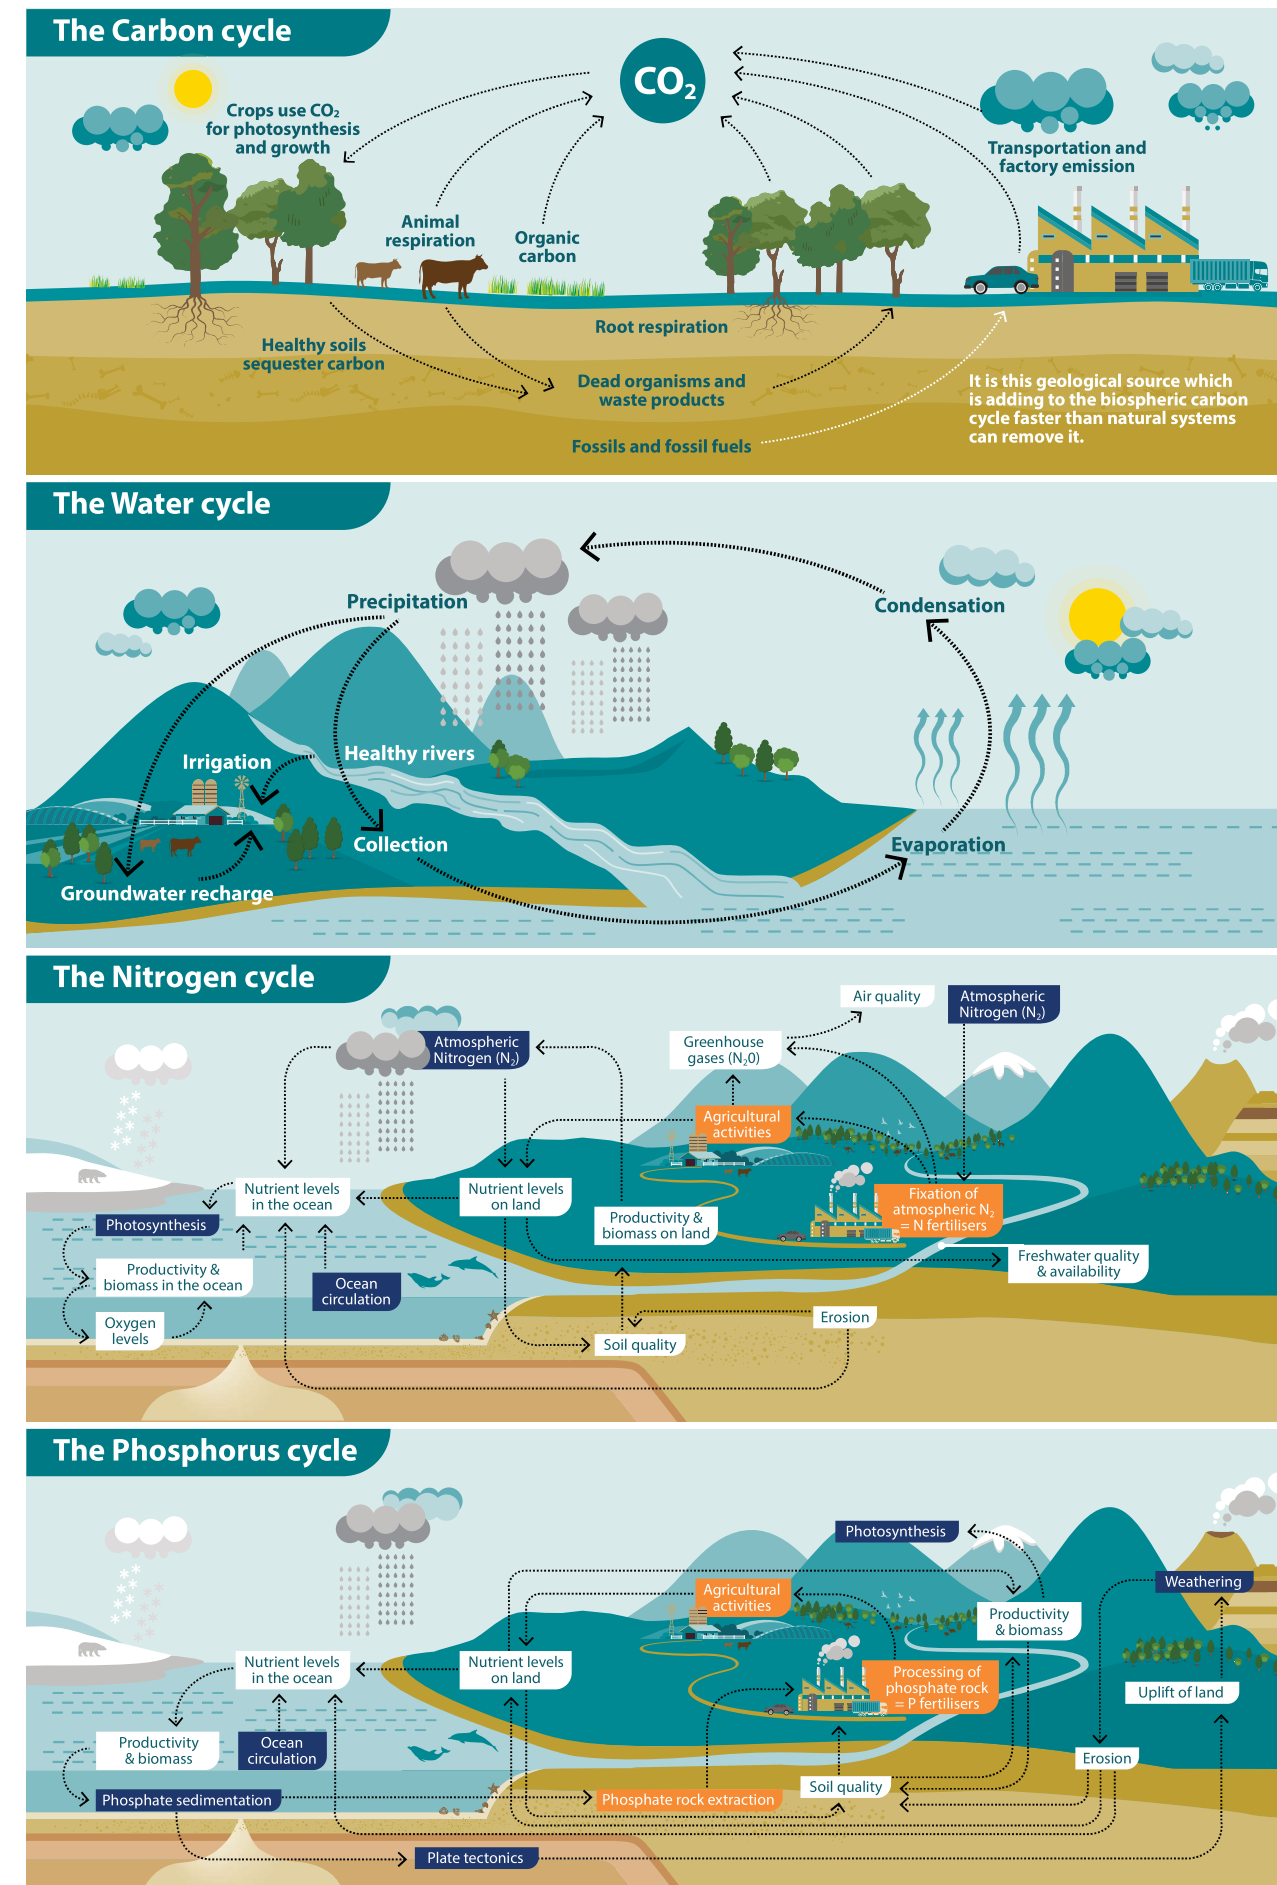 The Carbon cycle
CO₂
Crops use CO₂
for photosynthesis
and growth
Transportation and
factory emission
Animal
respiration
Organic
carbon
Root respiration
Healthy soils
sequester carbon
Dead organisms and
waste products
It is this geological source which
is adding to the biospheric carbon
cycle faster than natural systems
can remove it.
Fossils and fossil fuels
The Water cycle
Precipitation
Condensation
Healthy rivers
Irrigation
Collection
Evaporation
Groundwater recharge
The Nitrogen cycle
Air quality
Atmospheric
Nitrogen (N₂)
Atmospheric
Nitrogen (N₂)
Greenhouse
gases (N₂0)
Agricultural
activities
Nutrient levels
in the ocean
Nutrient levels
on land
Fixation of
atmospheric N₂
= N fertilisers
Photosynthesis
Productivity &
biomass on land
Freshwater quality
& availability
Productivity &
biomass in the ocean
Ocean
circulation
Oxygen
levels
Erosion
Soil quality
The Phosphorus cycle
Photosynthesis
Weathering
Agricultural
activities
Productivity
& biomass
Nutrient levels
in the ocean
Nutrient levels
on land
Processing of
phosphate rock
= P fertilisers
Uplift of land
Productivity
& biomass
Ocean
circulation
Erosion
Soil quality
Phosphate sedimentation
Phosphate rock extraction
Plate tectonics